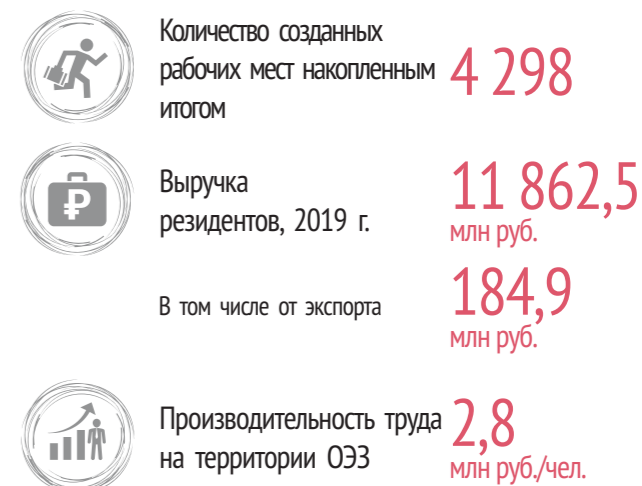 Количество созданных
рабочих мест накопленным
итогом
4 298
Выручка
резидентов, 2019 г.
11 862,5
млн руб.
В том числе от экспорта
184,9
млн руб.
Производительность труда
на территории ОЭЗ
2,8
млн руб./чел.